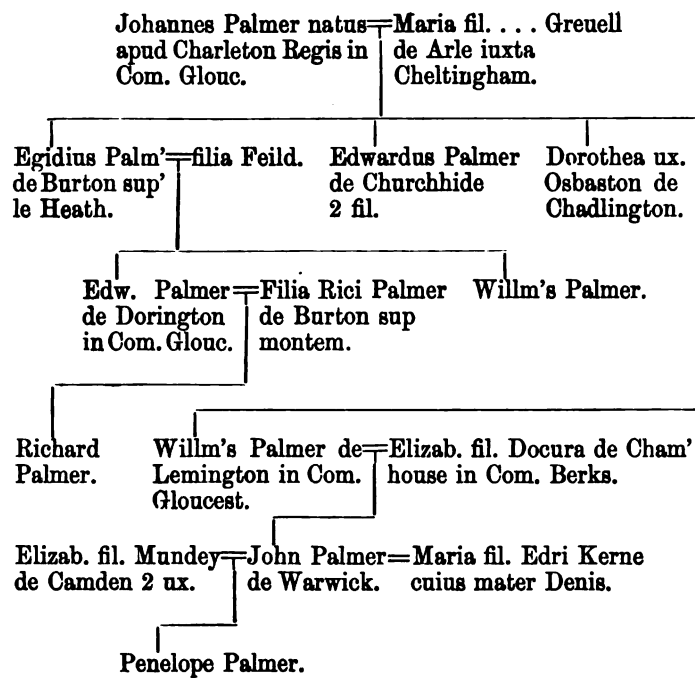 Johannes Palmer natus
apud Charleton Regis in
Com. Glouc.
Maria fil. . . . Greuell
de Arle iuxta
Cheltingham.
Egidius Palm'
de Burton sup'
le Heath.
filia Feild.
Edwardus Palmer
de Churchhide
2 fil.
Dorothea ux.
Osbaston de
Chadlington.
Edw. Palmer
de Dorington
in Com. Glouc.
Filia Rici Palmer
de Burton sup
montem.
Willm's Palmer.
Richard
Palmer.
Willm's Palmer de
Lemington in Com.
Gloucest.
Elizab. fil. Docura de Cham'
house in Com. Berks.
Elizab. fil. Mundey
de Camden 2 ux.
John Palmer
de Warwick.
Maria fil. Edri Kerne
cuius mater Denis.
Penelope Palmer.